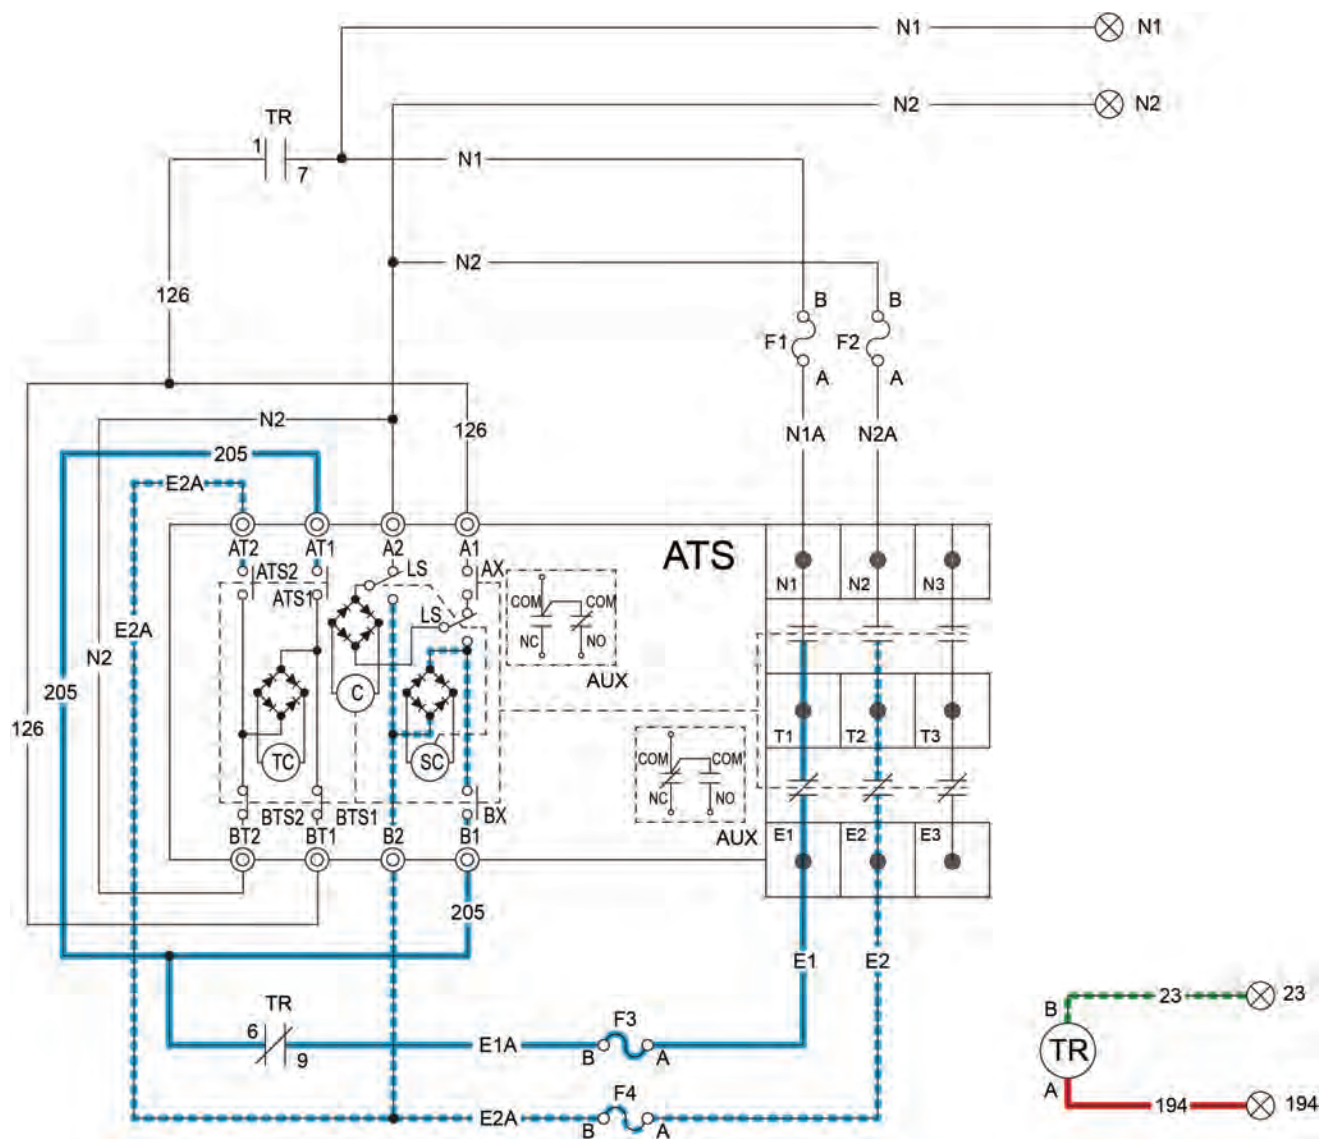 N1
N1
N2
N2
TR
1
7
N1
N2
126
B
B
F1
F2
A
A
N2
126
N1A
N2A
205
E2A
AT2
AT1
A2
A1
ATS
ATS2
LS
AX
ATS1
COM
COM
N1
N2
N3
LS
NC
NO
E2A
N2
AUX
205
C
126
T1
T2
T3
TC
SC
COM
COM
NC
NO
BTS2
BTS1
BX
BT2
BT1
B2
B1
AUX
E1
E2
E3
205
E1
E2
TR
F3
6
9
E1A
B
A
F4
E2A
B
A
B
23
23
TR
A
194
194